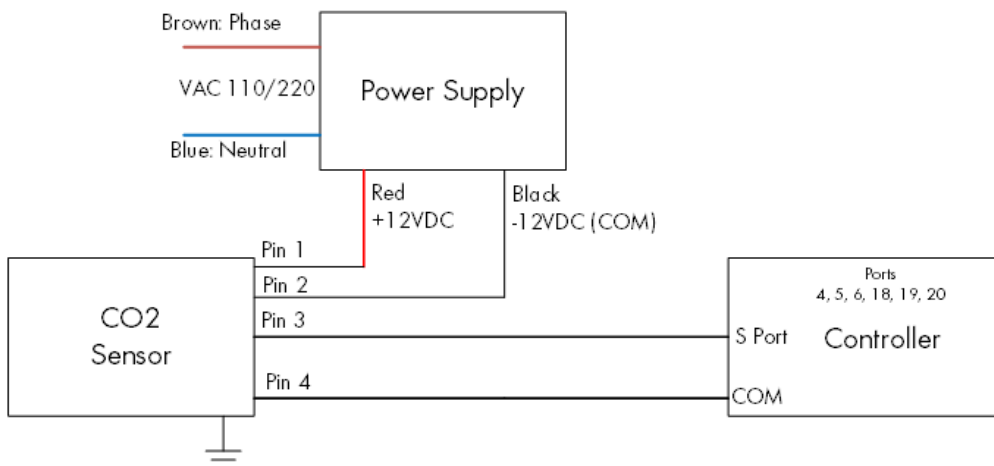 Brown: Phase
VAC 110/220
Blue: Neutral
Power Supply
Red
+12VDC
Black
-12VDC (COM)
Pin 1
Pin 2
Pin 3
Pin 4
CO2
Sensor
Ports
4, 5, 6, 18, 19, 20
S Port
Controller
COM